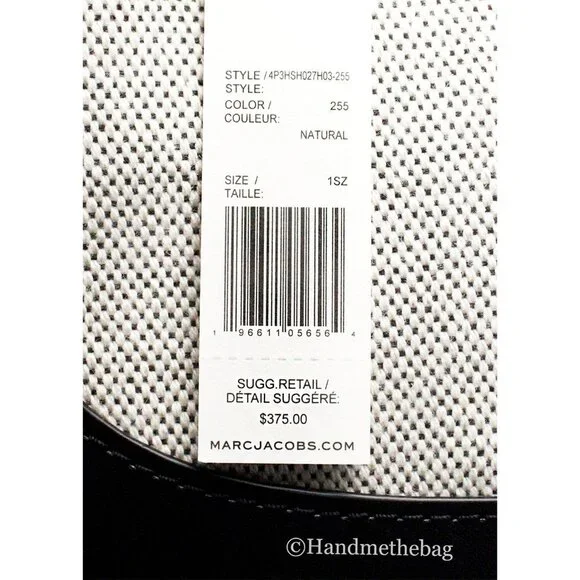 STYLE / 4P3HSH027H03-255
STYLE:
COLOR / 255
COULEUR:
NATURAL
SIZE / 1SZ
TAILLE:
1 96611 05656 4
SUGG.RETAIL /
DÉTAIL SUGGÉRÉ:
$375.00
MARCJACOBS.COM
©Handmethebag